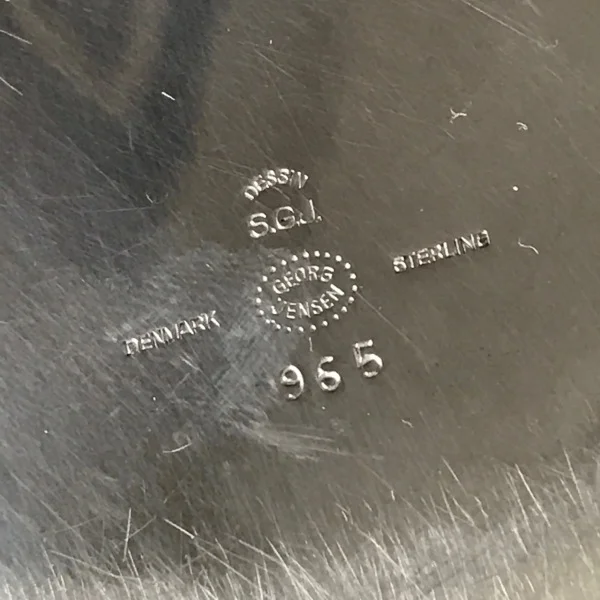 DESSIN
S.G.J.
GEORG
JENSEN
DENMARK
STERLING
965